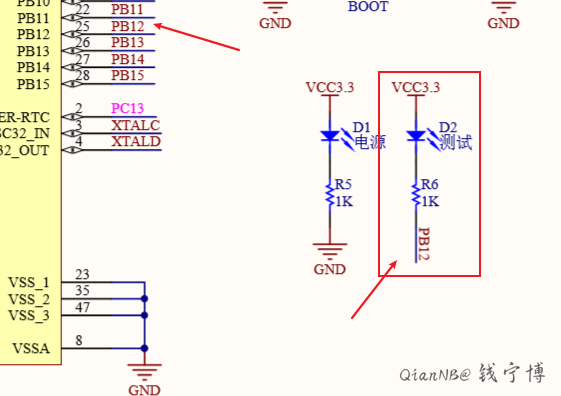 PB10
PB11 22 PB11
PB12 25 PB12
PB13 26 PB13
PB14 27 PB14
PB15 28 PB15
ER-RTC 2 PC13
SC32_IN 3 XTALC
32_OUT 4 XTALD
VSS_1 23
VSS_2 35
VSS_3 47
VSSA 8
GND
GND
BOOT
GND
VCC3.3
D1
电源
R5
1K
GND
VCC3.3
D2
测试
R6
1K
PB12
QianNB@ 钱宁博